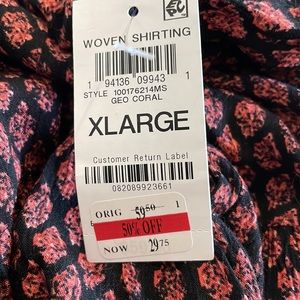 WOVEN SHIRTING
1 94136 09943 1
STYLE 100176214MS
GEO CORAL
XLARGE
Customer Return Label
082089923661
ORIG 59.50 1
50% OFF
NOW 29.75